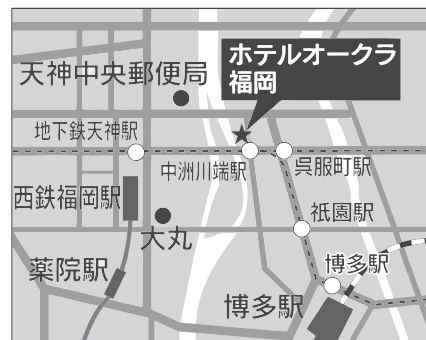 ホテルオークラ
福岡
天神中央郵便局
地下鉄天神駅
中洲川端駅
呉服町駅
西鉄福岡駅
大丸
祇園駅
薬院駅
博多駅
博多駅